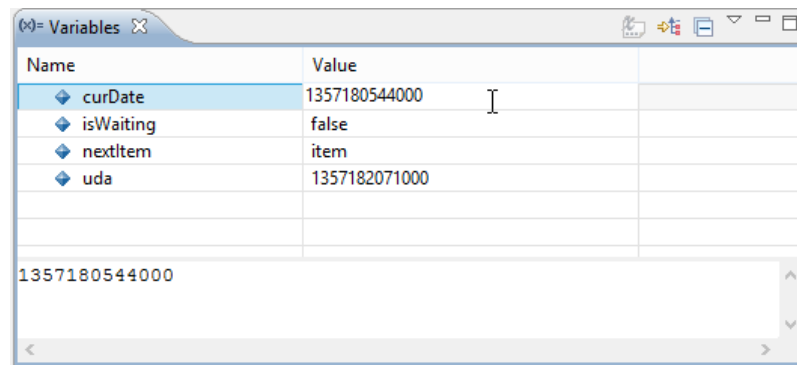 (x)= Variables
Name Value
curDate 1357180544000
isWaiting false
nextItem item
uda 1357182071000
1357180544000